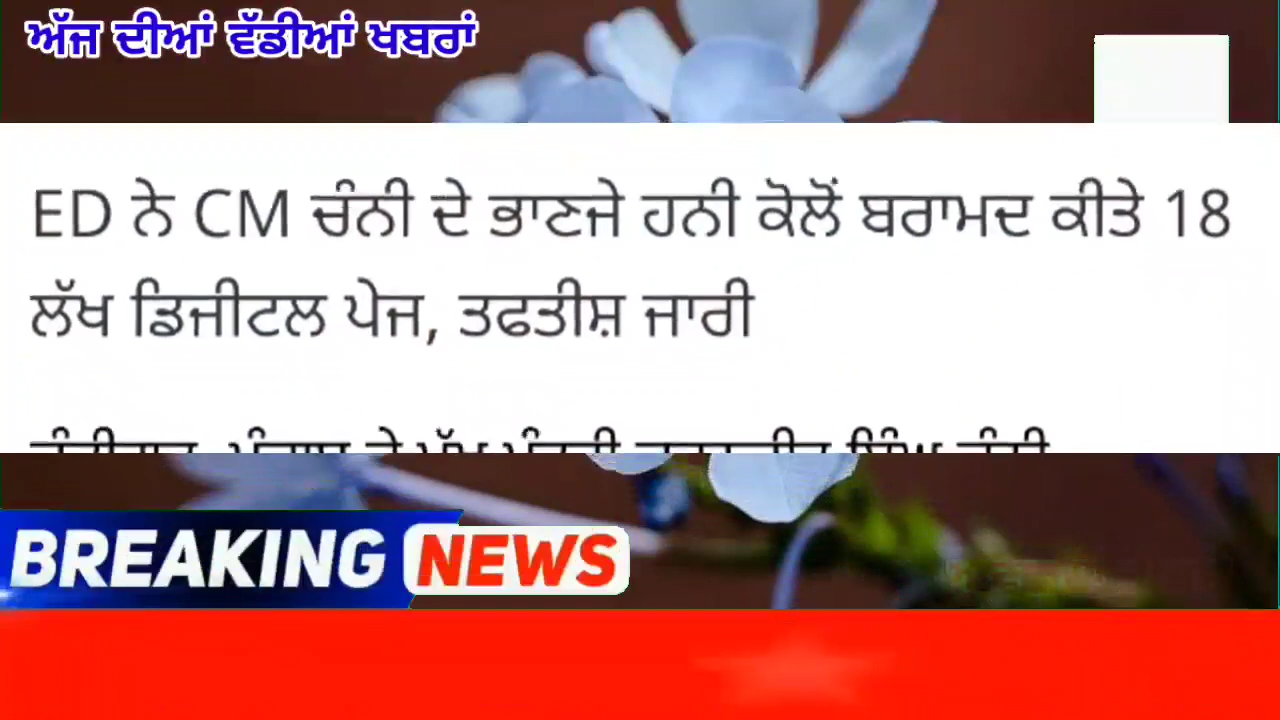 ਅੱਜ ਦੀਆਂ ਵੱਡੀਆਂ ਖਬਰਾਂ
ED ਨੇ CM ਚੰਨੀ ਦੇ ਭਾਣਜੇ ਹਨੀ ਕੋਲੋਂ ਬਰਾਮਦ ਕੀਤੇ 18
ਲੱਖ ਡਿਜੀਟਲ ਪੇਜ, ਤਫਤੀਸ਼ ਜਾਰੀ
BREAKING NEWS